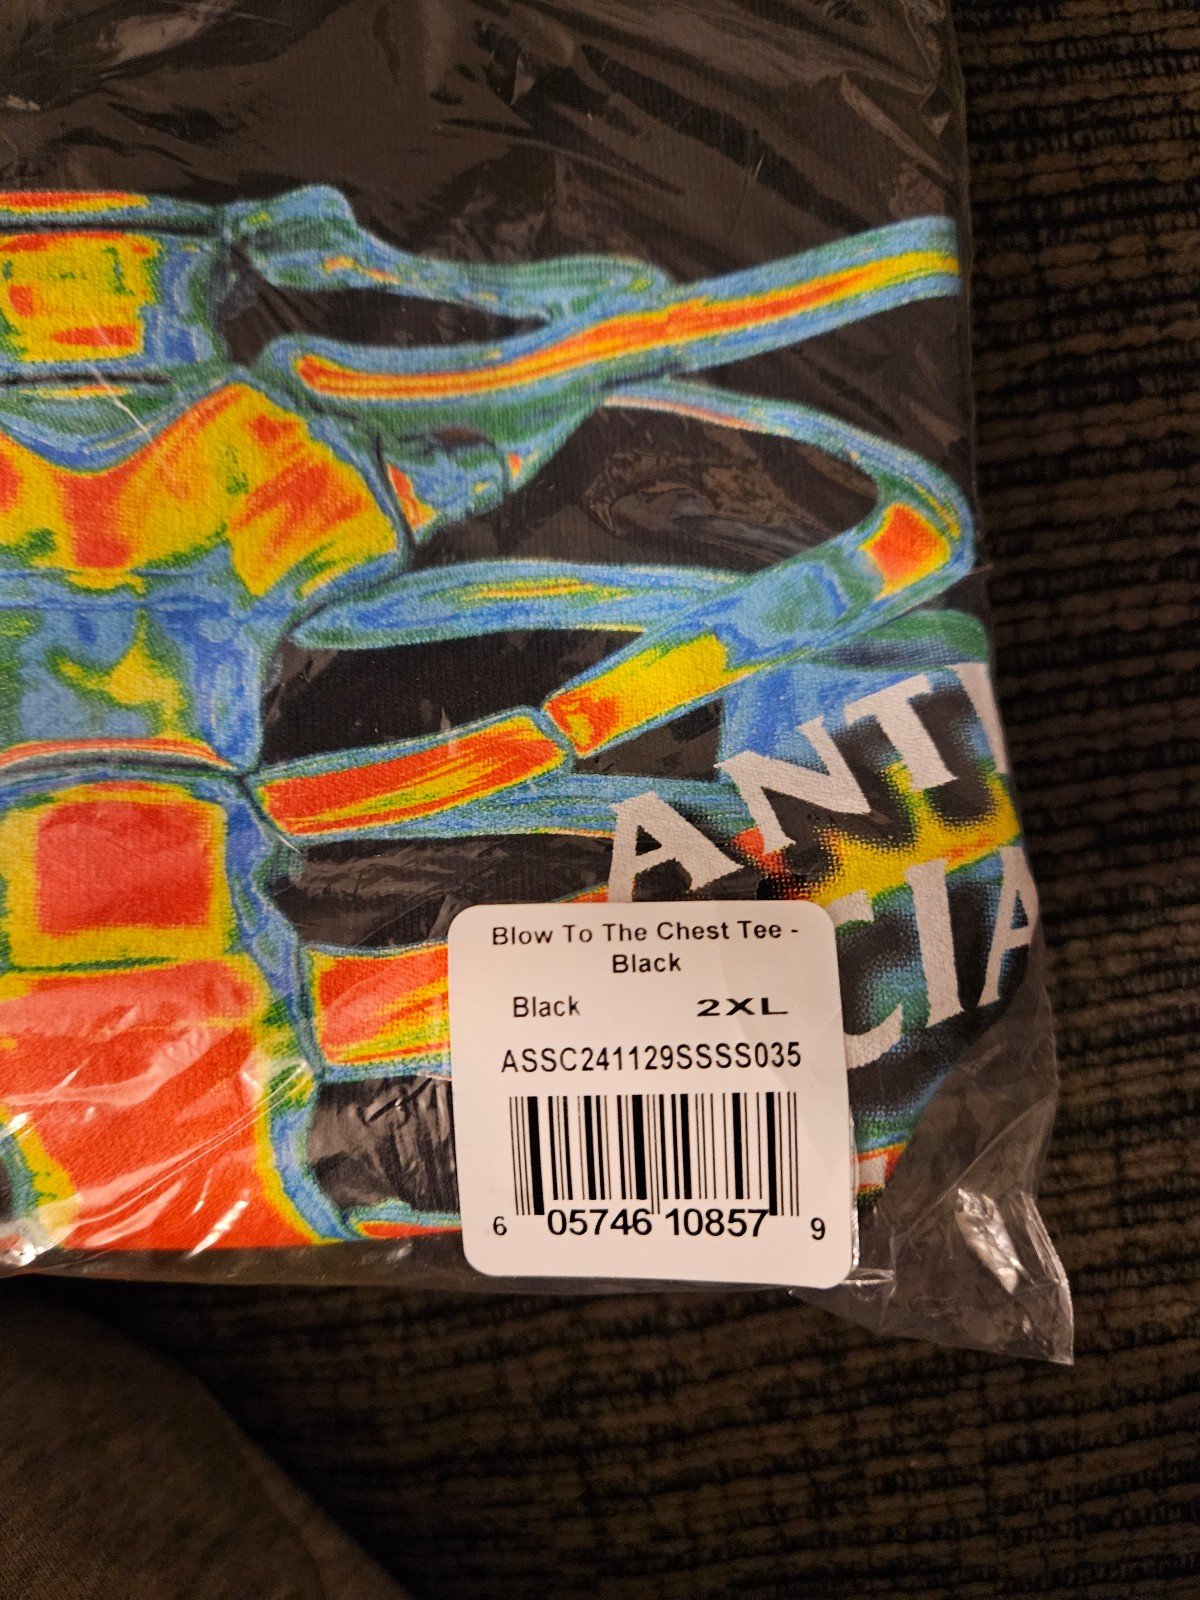 ANTI
CIA
Blow To The Chest Tee -
Black
Black 2XL
ASSC241129SSSS035
6 05746 10857 9